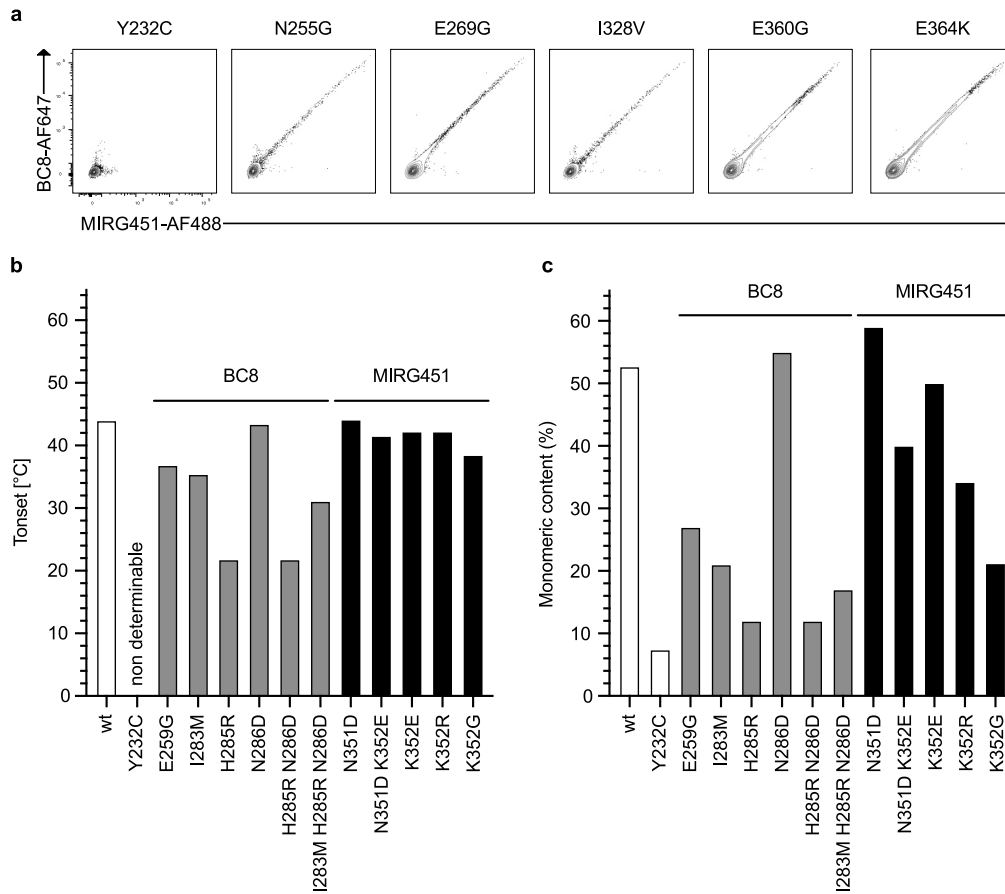 a
Y232C
N255G
E269G
I328V
E360G
E364K
BC8-AF647
MIRG451-AF488
b
c
Tonset [°C]
60
50
40
30
20
10
0
BC8
MIRG451
non determinable
wt
Y232C
E259G
I283M
H285R
N286D
H285R N286D
I283M H285R N286D
N351D
N351D K352E
K352E
K352R
K352G
Monomeric content (%)
60
50
40
30
20
10
0
BC8
MIRG451
wt
Y232C
E259G
I283M
H285R
N286D
H285R N286D
I283M H285R N286D
N351D
N351D K352E
K352E
K352R
K352G